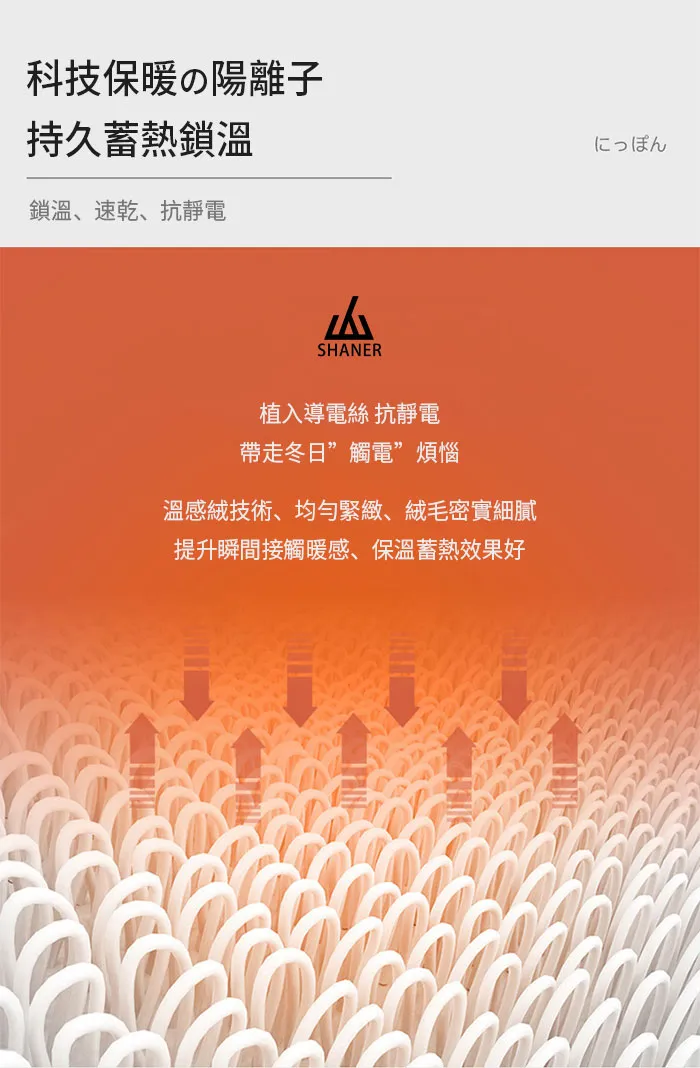 科技保暖の陽離子
持久蓄熱鎖溫
にっぽん
鎖溫、速乾、抗靜電
SHANER
植入導電絲 抗靜電
帶走冬日”觸電”煩惱
溫感絨技術、均勻緊緻、絨毛密實細膩
提升瞬間接觸暖感、保溫蓄熱效果好